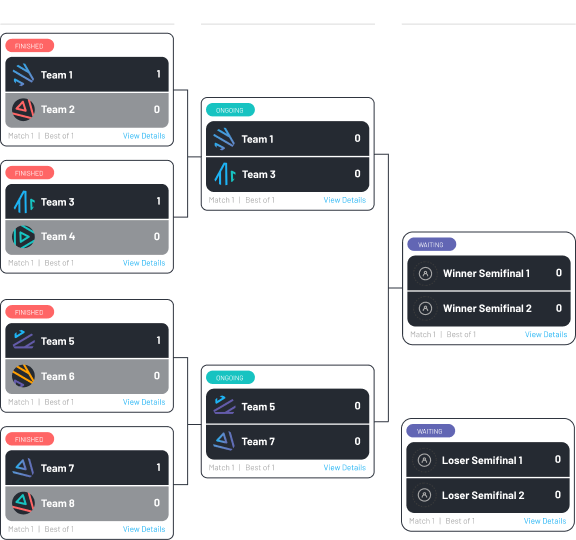 FINISHED
Team 1 1
Team 2 0
Match 1 | Best of 1 View Details
FINISHED
Team 3 1
Team 4 0
Match 1 | Best of 1 View Details
FINISHED
Team 5 1
Team 6 0
Match 1 | Best of 1 View Details
FINISHED
Team 7 1
Team 8 0
Match 1 | Best of 1 View Details
ONGOING
Team 1 0
Team 3 0
Match 1 | Best of 1 View Details
ONGOING
Team 5 0
Team 7 0
Match 1 | Best of 1 View Details
WAITING
Winner Semifinal 1 0
Winner Semifinal 2 0
Match 1 | Best of 1 View Details
WAITING
Loser Semifinal 1 0
Loser Semifinal 2 0
Match 1 | Best of 1 View Details